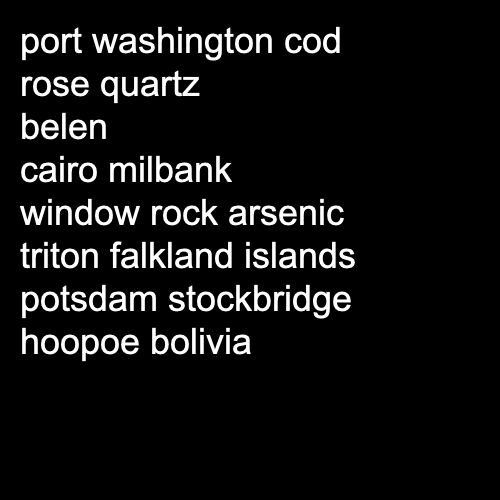 port washington cod
rose quartz
belen
cairo milbank
window rock arsenic
triton falkland islands
potsdam stockbridge
hoopoe bolivia